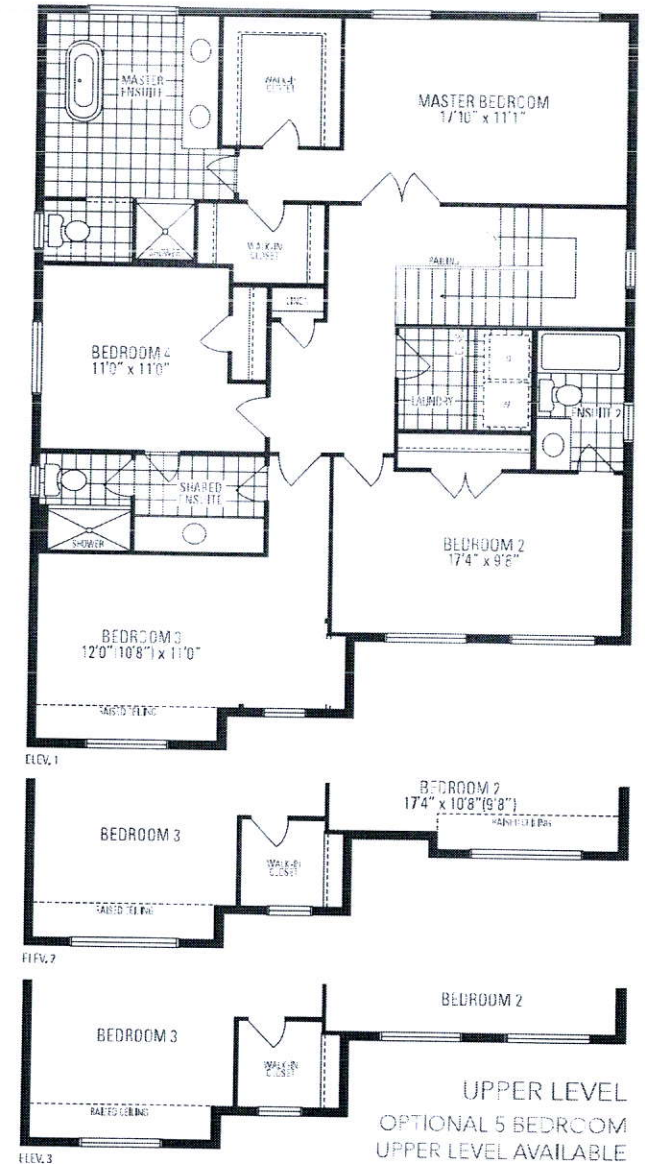 MASTER
ENSUITE
WALK-IN
CLOSET
MASTER BEDROOM
17'10" x 11'1"
SHOWER
WALK-IN
CLOSET
RAILING
BEDROOM 4
11'0" x 11'0"
LAUNDRY
ENSUITE 2
SHARED
ENSUITE
SHOWER
BEDROOM 2
17'4" x 9'8"
BEDROOM 3
12'0"(10'8") x 11'0"
RAISED CEILING
ELEV. 1
BEDROOM 2
17'4" x 10'8"(9'8")
RAISED CEILING
BEDROOM 3
WALK-IN
CLOSET
RAISED CEILING
ELEV. 2
BEDROOM 2
BEDROOM 3
WALK-IN
CLOSET
RAISED CEILING
ELEV. 3
UPPER LEVEL
OPTIONAL 5 BEDROOM
UPPER LEVEL AVAILABLE